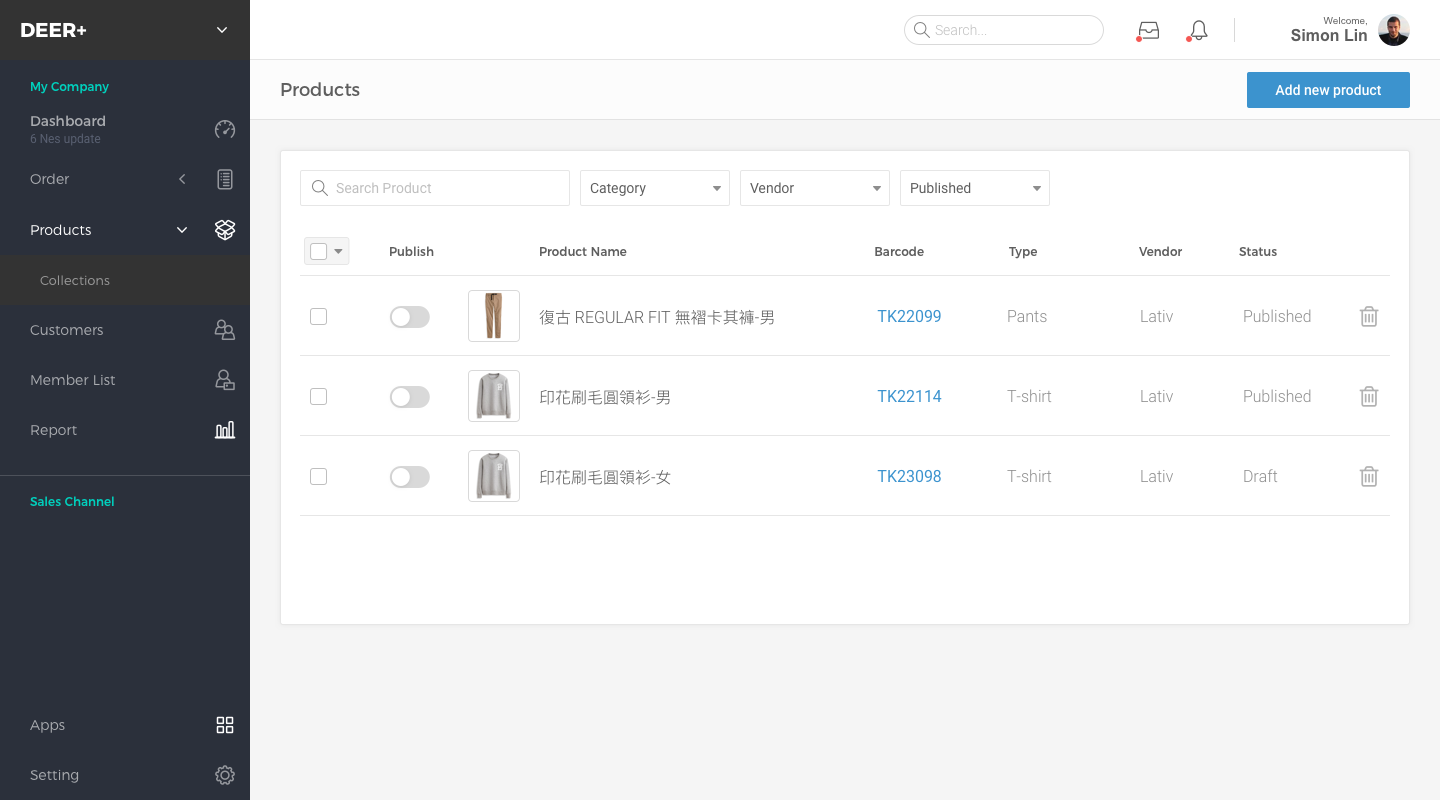 DEER+
Search...
Welcome,
Simon Lin
My Company
Dashboard
6 Nes update
Order
Products
Collections
Customers
Member List
Report
Sales Channel
Apps
Setting
Products
Add new product
Search Product
Category
Vendor
Published
Publish
Product Name
Barcode
Type
Vendor
Status
復古 REGULAR FIT 無褶卡其褲-男
TK22099
Pants
Lativ
Published
印花刷毛圓領衫-男
TK22114
T-shirt
Lativ
Published
印花刷毛圓領衫-女
TK23098
T-shirt
Lativ
Draft